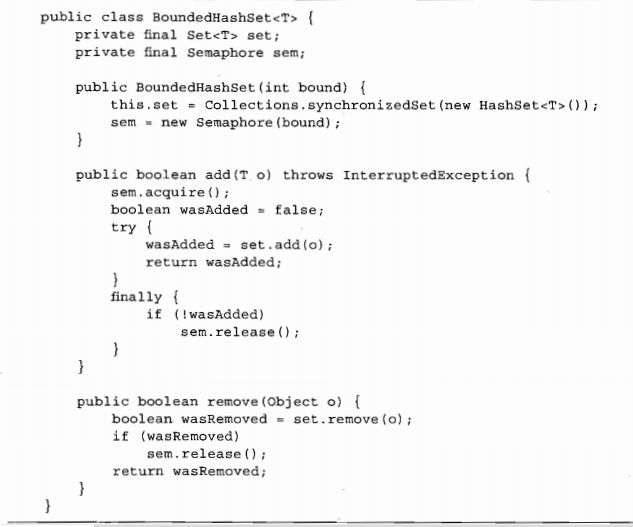 public class BoundedHashSet<T> {
    private final Set<T> set;
    private final Semaphore sem;

    public BoundedHashSet(int bound) {
        this.set = Collections.synchronizedSet(new HashSet<T>());
        sem = new Semaphore(bound);
    }

    public boolean add(T o) throws InterruptedException {
        sem.acquire();
        boolean wasAdded = false;
        try {
            wasAdded = set.add(o);
            return wasAdded;
        }
        finally {
            if (!wasAdded)
                sem.release();
        }
    }

    public boolean remove(Object o) {
        boolean wasRemoved = set.remove(o);
        if (wasRemoved)
            sem.release();
        return wasRemoved;
    }
}